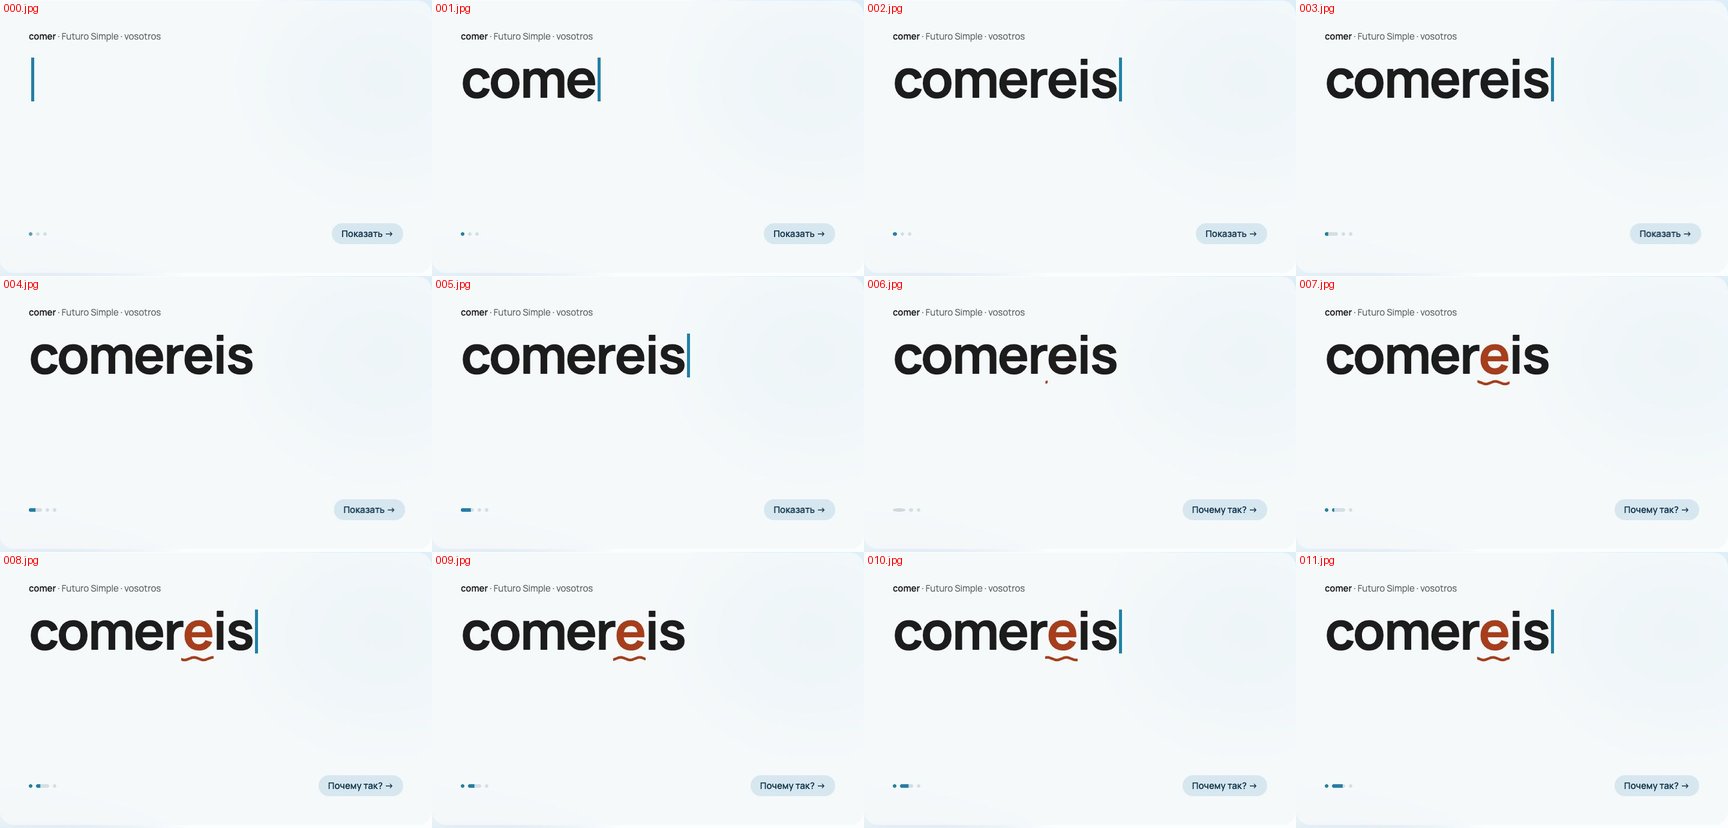 000.jpg
comer · Futuro Simple · vosotros
Показать →
001.jpg
comer · Futuro Simple · vosotros
come
Показать →
002.jpg
comer · Futuro Simple · vosotros
comereis
Показать →
003.jpg
comer · Futuro Simple · vosotros
comereis
Показать →
004.jpg
comer · Futuro Simple · vosotros
comereis
Показать →
005.jpg
comer · Futuro Simple · vosotros
comereis
Показать →
006.jpg
comer · Futuro Simple · vosotros
comereis
Почему так? →
007.jpg
comer · Futuro Simple · vosotros
comereis
Почему так? →
008.jpg
comer · Futuro Simple · vosotros
comereis
Почему так? →
009.jpg
comer · Futuro Simple · vosotros
comereis
Почему так? →
010.jpg
comer · Futuro Simple · vosotros
comereis
Почему так? →
011.jpg
comer · Futuro Simple · vosotros
comereis
Почему так? →